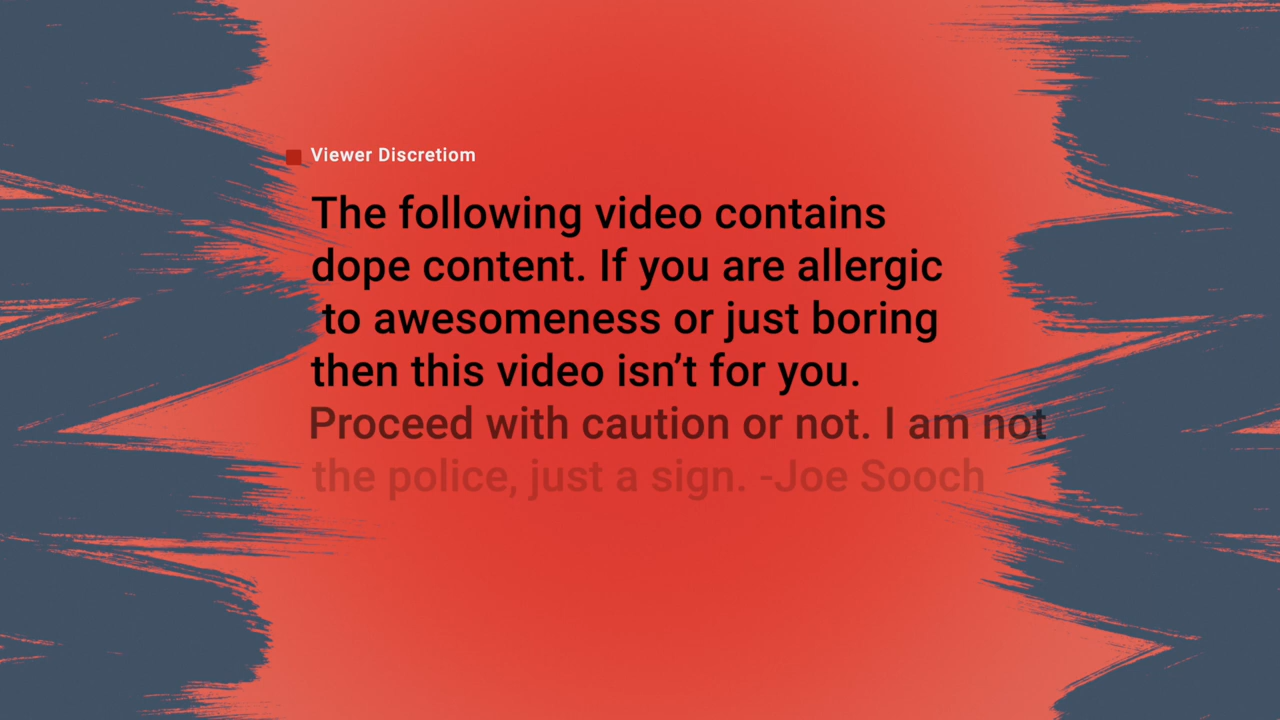 Viewer Discretiom
The following video contains
dope content. If you are allergic
to awesomeness or just boring
then this video isn’t for you.
Proceed with caution or not. I am not
the police, just a sign. -Joe Sooch